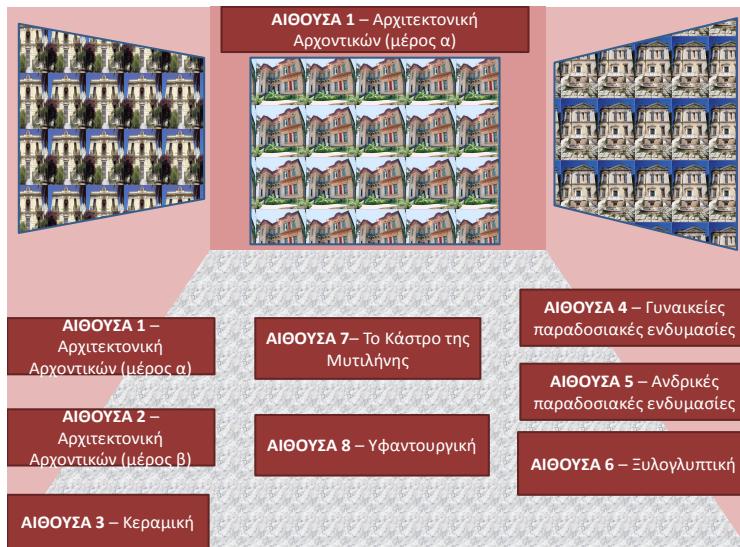 ΑΙΘΟΥΣΑ 1 – Αρχιτεκτονική
Αρχοντικών (μέρος α)
ΑΙΘΟΥΣΑ 1 –
Αρχιτεκτονική
Αρχοντικών (μέρος α)
ΑΙΘΟΥΣΑ 2 –
Αρχιτεκτονική
Αρχοντικών (μέρος β)
ΑΙΘΟΥΣΑ 3 – Κεραμική
ΑΙΘΟΥΣΑ 7– Το Κάστρο της
Μυτιλήνης
ΑΙΘΟΥΣΑ 8 – Υφαντουργική
ΑΙΘΟΥΣΑ 4 – Γυναικείες
παραδοσιακές ενδυμασίες
ΑΙΘΟΥΣΑ 5 – Ανδρικές
παραδοσιακές ενδυμασίες
ΑΙΘΟΥΣΑ 6 – Ξυλογλυπτική